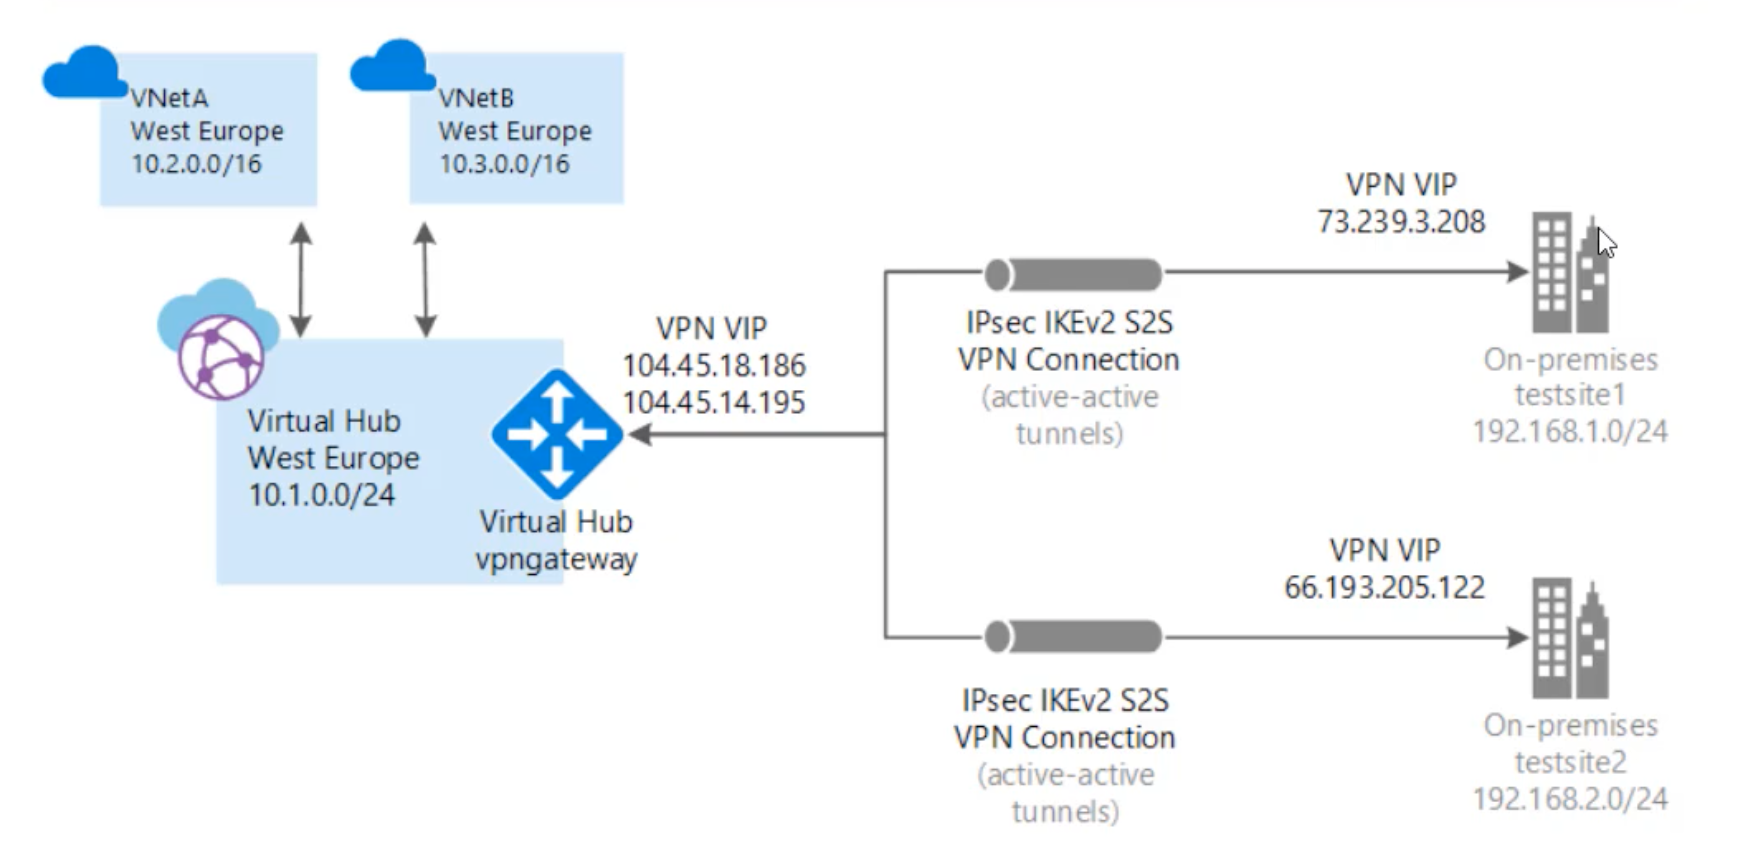 VNetA
West Europe
10.2.0.0/16
VNetB
West Europe
10.3.0.0/16
Virtual Hub
West Europe
10.1.0.0/24
Virtual Hub
vpngateway
VPN VIP
104.45.18.186
104.45.14.195
IPsec IKEv2 S2S
VPN Connection
(active-active
tunnels)
VPN VIP
73.239.3.208
On-premises
testsite1
192.168.1.0/24
IPsec IKEv2 S2S
VPN Connection
(active-active
tunnels)
VPN VIP
66.193.205.122
On-premises
testsite2
192.168.2.0/24